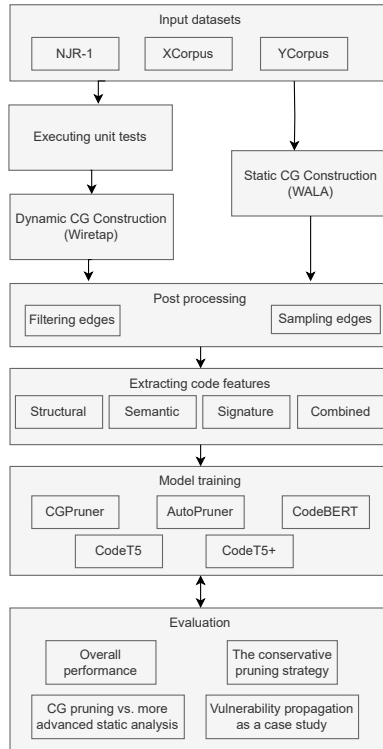 Input datasets
NJR-1
XCorpus
YCorpus
Executing unit tests
Static CG Construction
(WALA)
Dynamic CG Construction
(Wiretap)
Post processing
Filtering edges
Sampling edges
Extracting code features
Structural
Semantic
Signature
Combined
Model training
CGPruner
AutoPruner
CodeBERT
CodeT5
CodeT5+
Evaluation
Overall
performance
The conservative
pruning strategy
CG pruning vs. more
advanced static analysis
Vulnerability propagation
as a case study